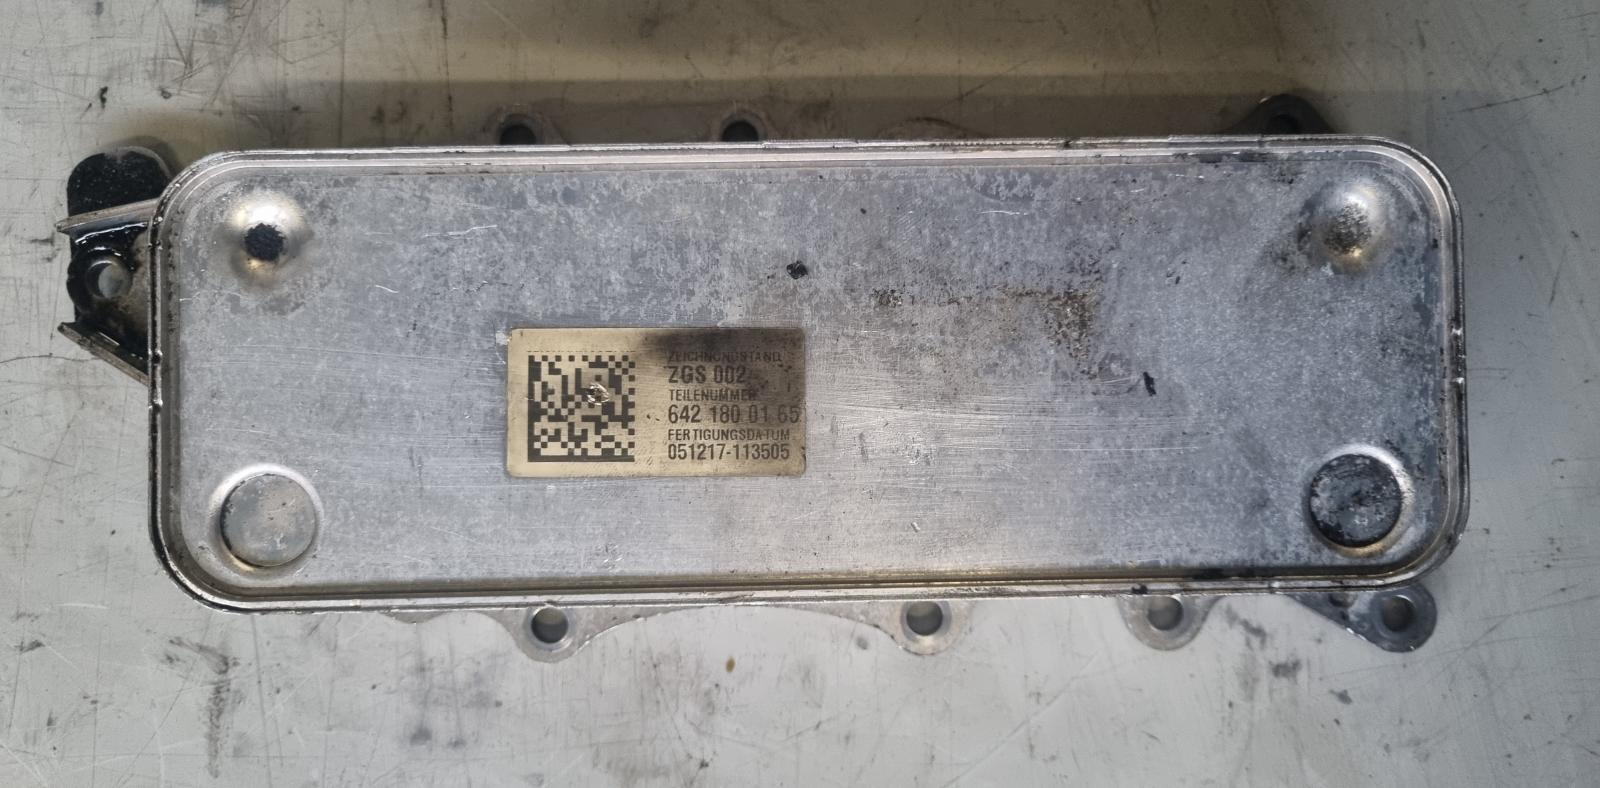 ZEICHNUNGSTAND
ZGS 002
TEILENUMMER
642 180 01 65
FERTIGUNGSDATUM
051217-113505